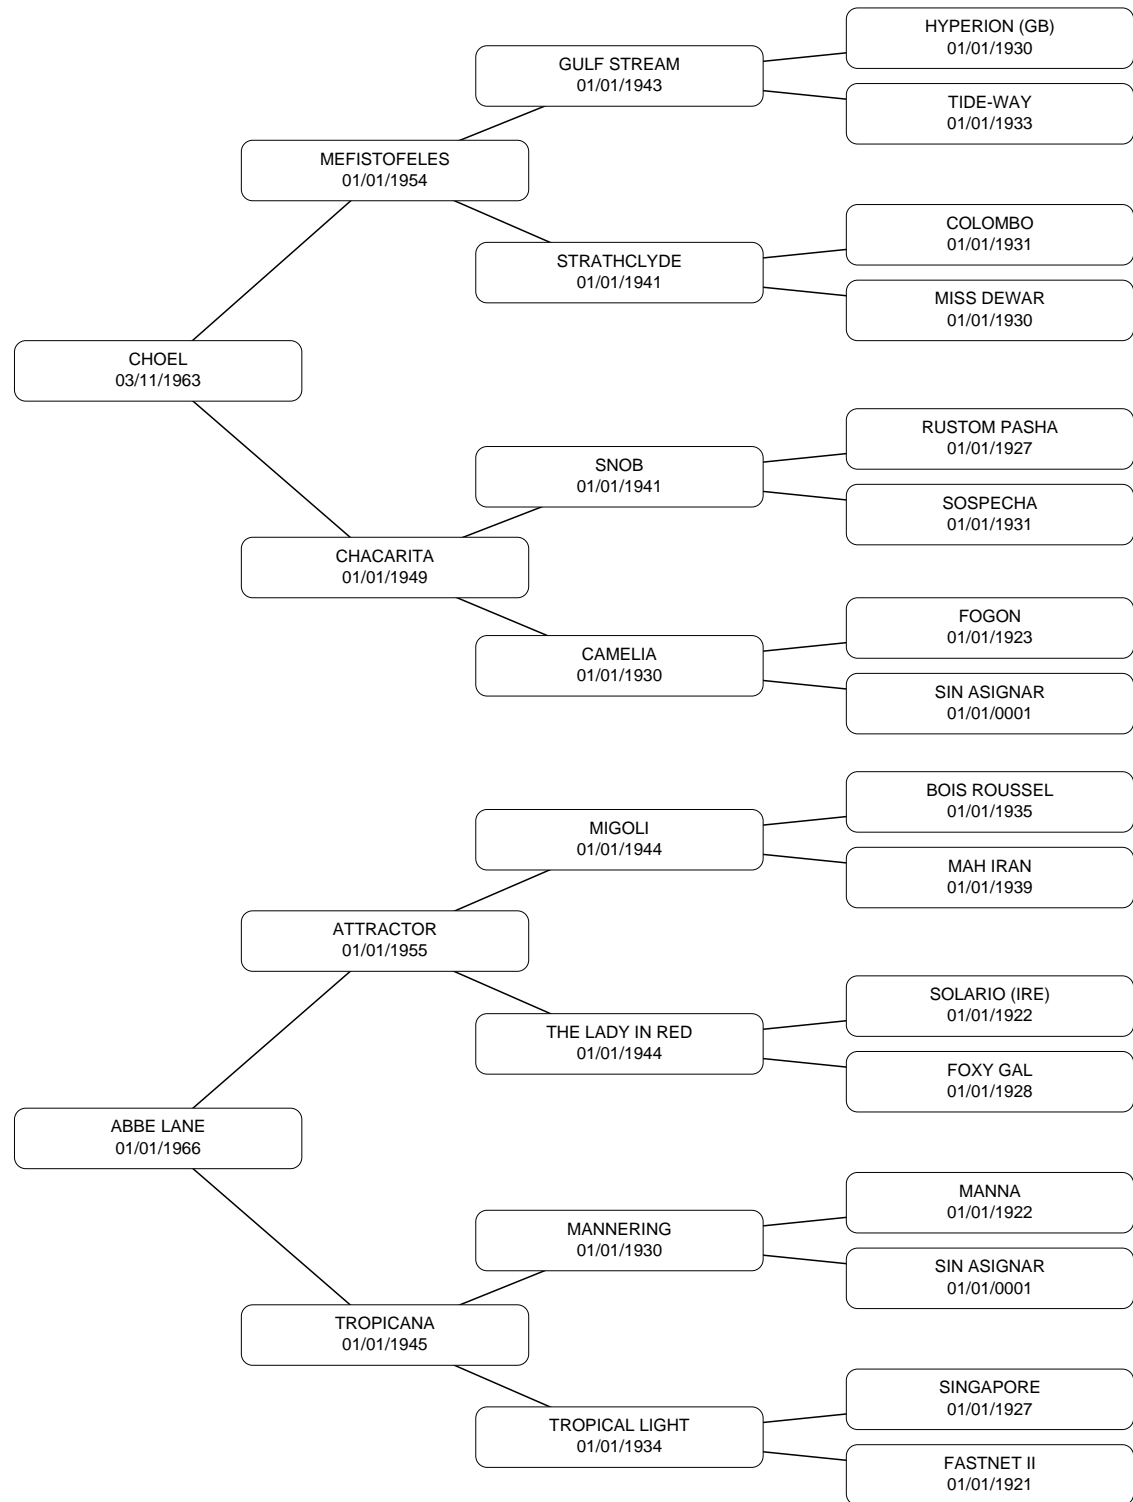 HYPERION (GB)
01/01/1930
GULF STREAM
01/01/1943
TIDE-WAY
01/01/1933
MEFISTOFELES
01/01/1954
COLOMBO
01/01/1931
STRATHCLYDE
01/01/1941
MISS DEWAR
01/01/1930
CHOEL
03/11/1963
RUSTOM PASHA
01/01/1927
SNOB
01/01/1941
SOSPECHA
01/01/1931
CHACARITA
01/01/1949
FOGON
01/01/1923
CAMELIA
01/01/1930
SIN ASIGNAR
01/01/0001
BOIS ROUSSEL
01/01/1935
MIGOLI
01/01/1944
MAH IRAN
01/01/1939
ATTRACTOR
01/01/1955
SOLARIO (IRE)
01/01/1922
THE LADY IN RED
01/01/1944
FOXY GAL
01/01/1928
ABBE LANE
01/01/1966
MANNA
01/01/1922
MANNERING
01/01/1930
SIN ASIGNAR
01/01/0001
TROPICANA
01/01/1945
SINGAPORE
01/01/1927
TROPICAL LIGHT
01/01/1934
FASTNET II
01/01/1921